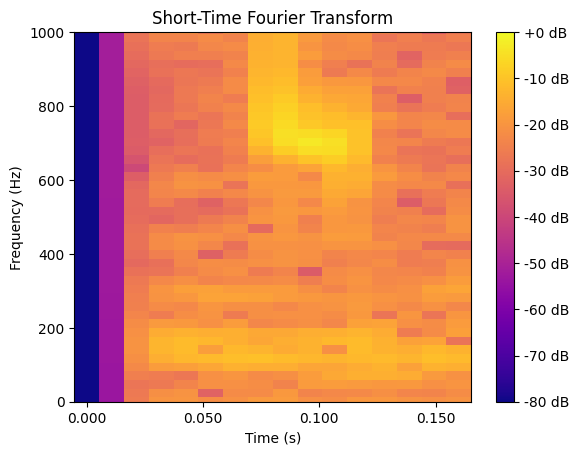 Short-Time Fourier Transform
Frequency (Hz)
1000
800
600
400
200
0
0.000
0.050
0.100
0.150
Time (s)
+0 dB
-10 dB
-20 dB
-30 dB
-40 dB
-50 dB
-60 dB
-70 dB
-80 dB